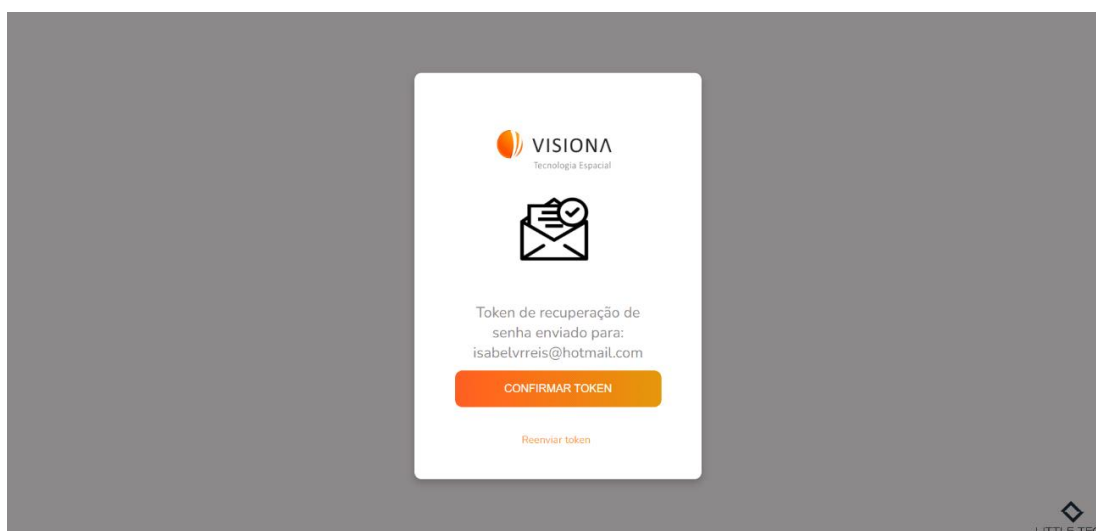 VISIONA
Tecnologia Espacial
Token de recuperação de
senha enviado para:
isabelvrreis@hotmail.com
CONFIRMAR TOKEN
Reenviar token